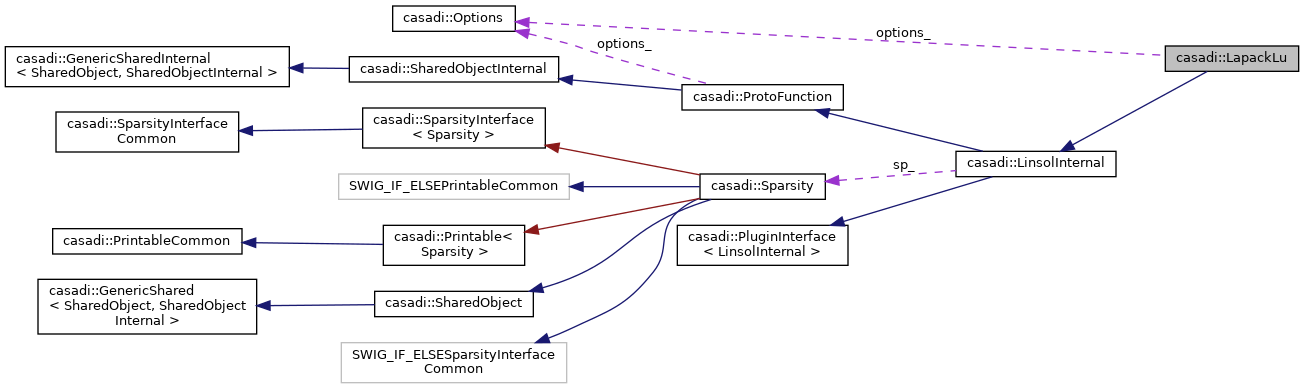 casadi::Options
options_
options_
casadi::LapackLu
casadi::GenericSharedInternal
< SharedObject, SharedObjectInternal >
casadi::SharedObjectInternal
casadi::ProtoFunction
casadi::SparsityInterface
Common
casadi::SparsityInterface
< Sparsity >
casadi::LinsolInternal
sp_
SWIG_IF_ELSEPrintableCommon
casadi::Sparsity
casadi::PrintableCommon
casadi::Printable<
Sparsity >
casadi::PluginInterface
< LinsolInternal >
casadi::GenericShared
< SharedObject, SharedObject
Internal >
casadi::SharedObject
SWIG_IF_ELSESparsityInterface
Common